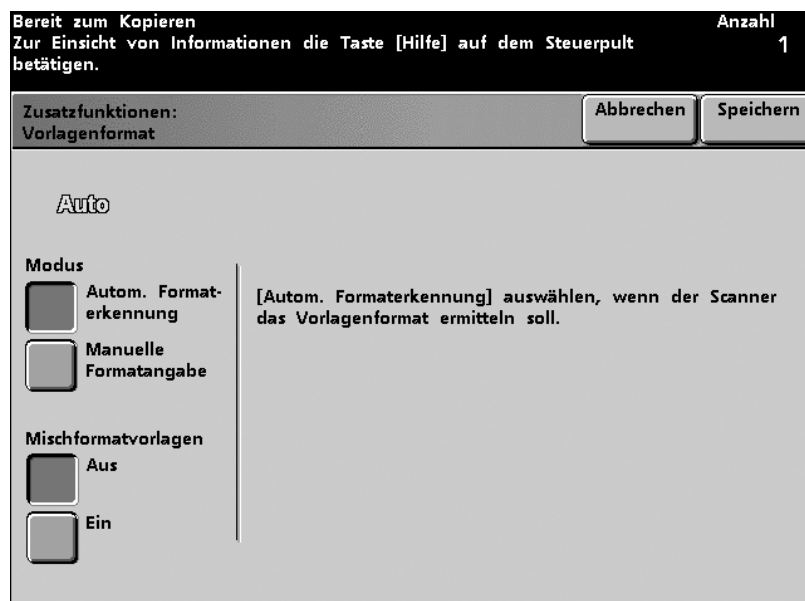 Bereit zum Kopieren
Anzahl
Zur Einsicht von Informationen die Taste [Hilfe] auf dem Steuerpult
1
betätigen.
Zusatzfunktionen:
Vorlagenformat
Abbrechen
Speichern
Auto
Modus
Autom. Format-
erkennung
Manuelle
Formatangabe
[Autom. Formaterkennung] auswählen, wenn der Scanner
das Vorlagenformat ermitteln soll.
Mischformatvorlagen
Aus
Ein